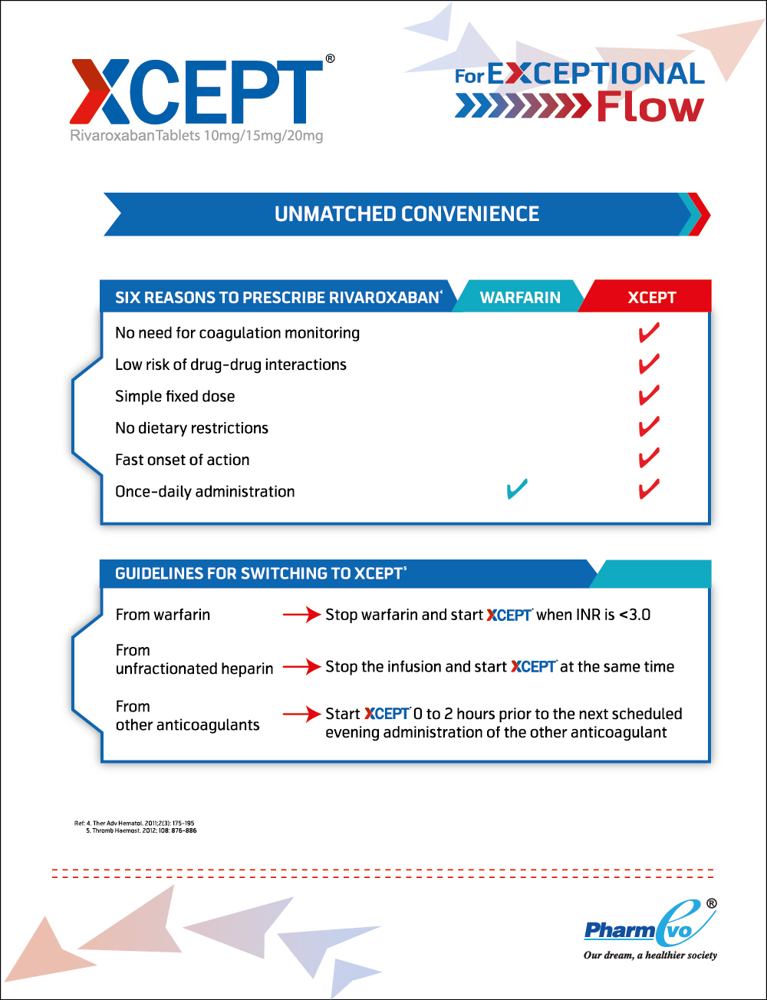 XCEPT®
Rivaroxaban Tablets 10mg/15mg/20mg
For EXCEPTIONAL
Flow
UNMATCHED CONVENIENCE
SIX REASONS TO PRESCRIBE RIVAROXABAN⁴ WARFARIN XCEPT
No need for coagulation monitoring ✓
Low risk of drug-drug interactions ✓
Simple fixed dose ✓
No dietary restrictions ✓
Fast onset of action ✓
Once-daily administration ✓ ✓
GUIDELINES FOR SWITCHING TO XCEPT⁵
From warfarin Stop warfarin and start XCEPT® when INR is <3.0
From
unfractionated heparin Stop the infusion and start XCEPT® at the same time
From
other anticoagulants Start XCEPT® 0 to 2 hours prior to the next scheduled
evening administration of the other anticoagulant
Ref: 4. Ther Adv Hematol. 2011;2(3): 175-195
5. Thromb Haemost. 2012; 108: 876-886
PharmEvo®
Our dream, a healthier society